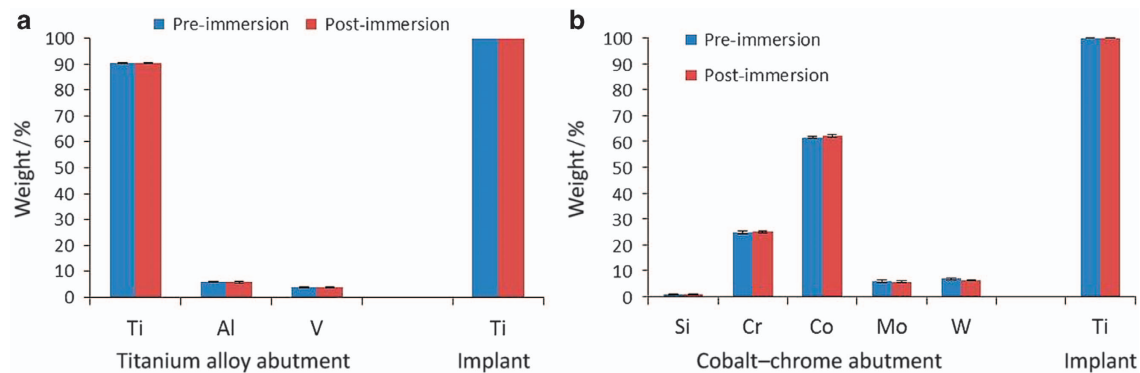 a
Pre-immersion Post-immersion
Weight/%
100
90
80
70
60
50
40
30
20
10
0
Ti Al V Ti
Titanium alloy abutment Implant
b
Pre-immersion
Post-immersion
Weight/%
100
90
80
70
60
50
40
30
20
10
0
Si Cr Co Mo W Ti
Cobalt–chrome abutment Implant